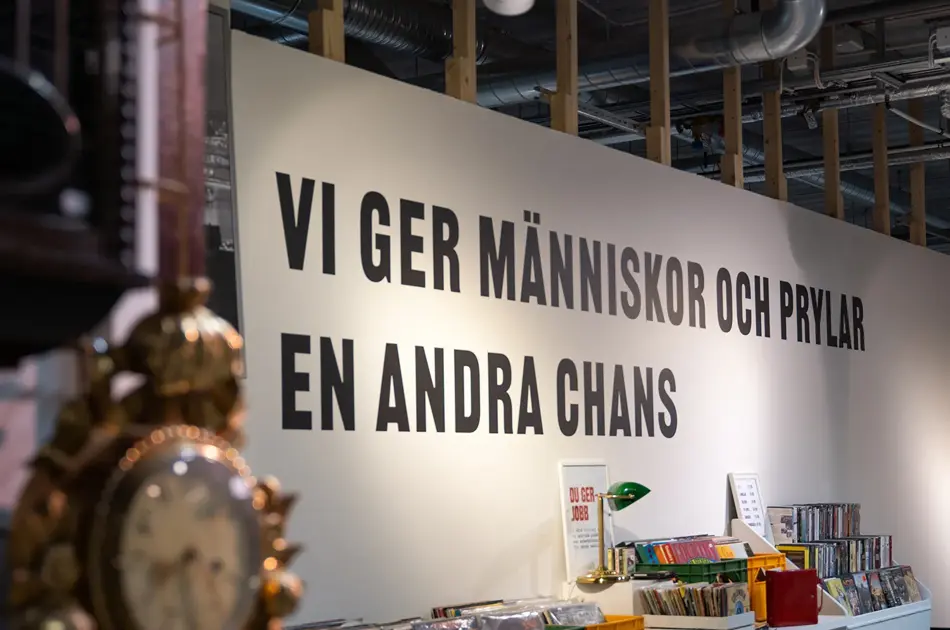 VI GER MÄNNISKOR OCH PRYLAR
EN ANDRA CHANS
DU GER
JOBB